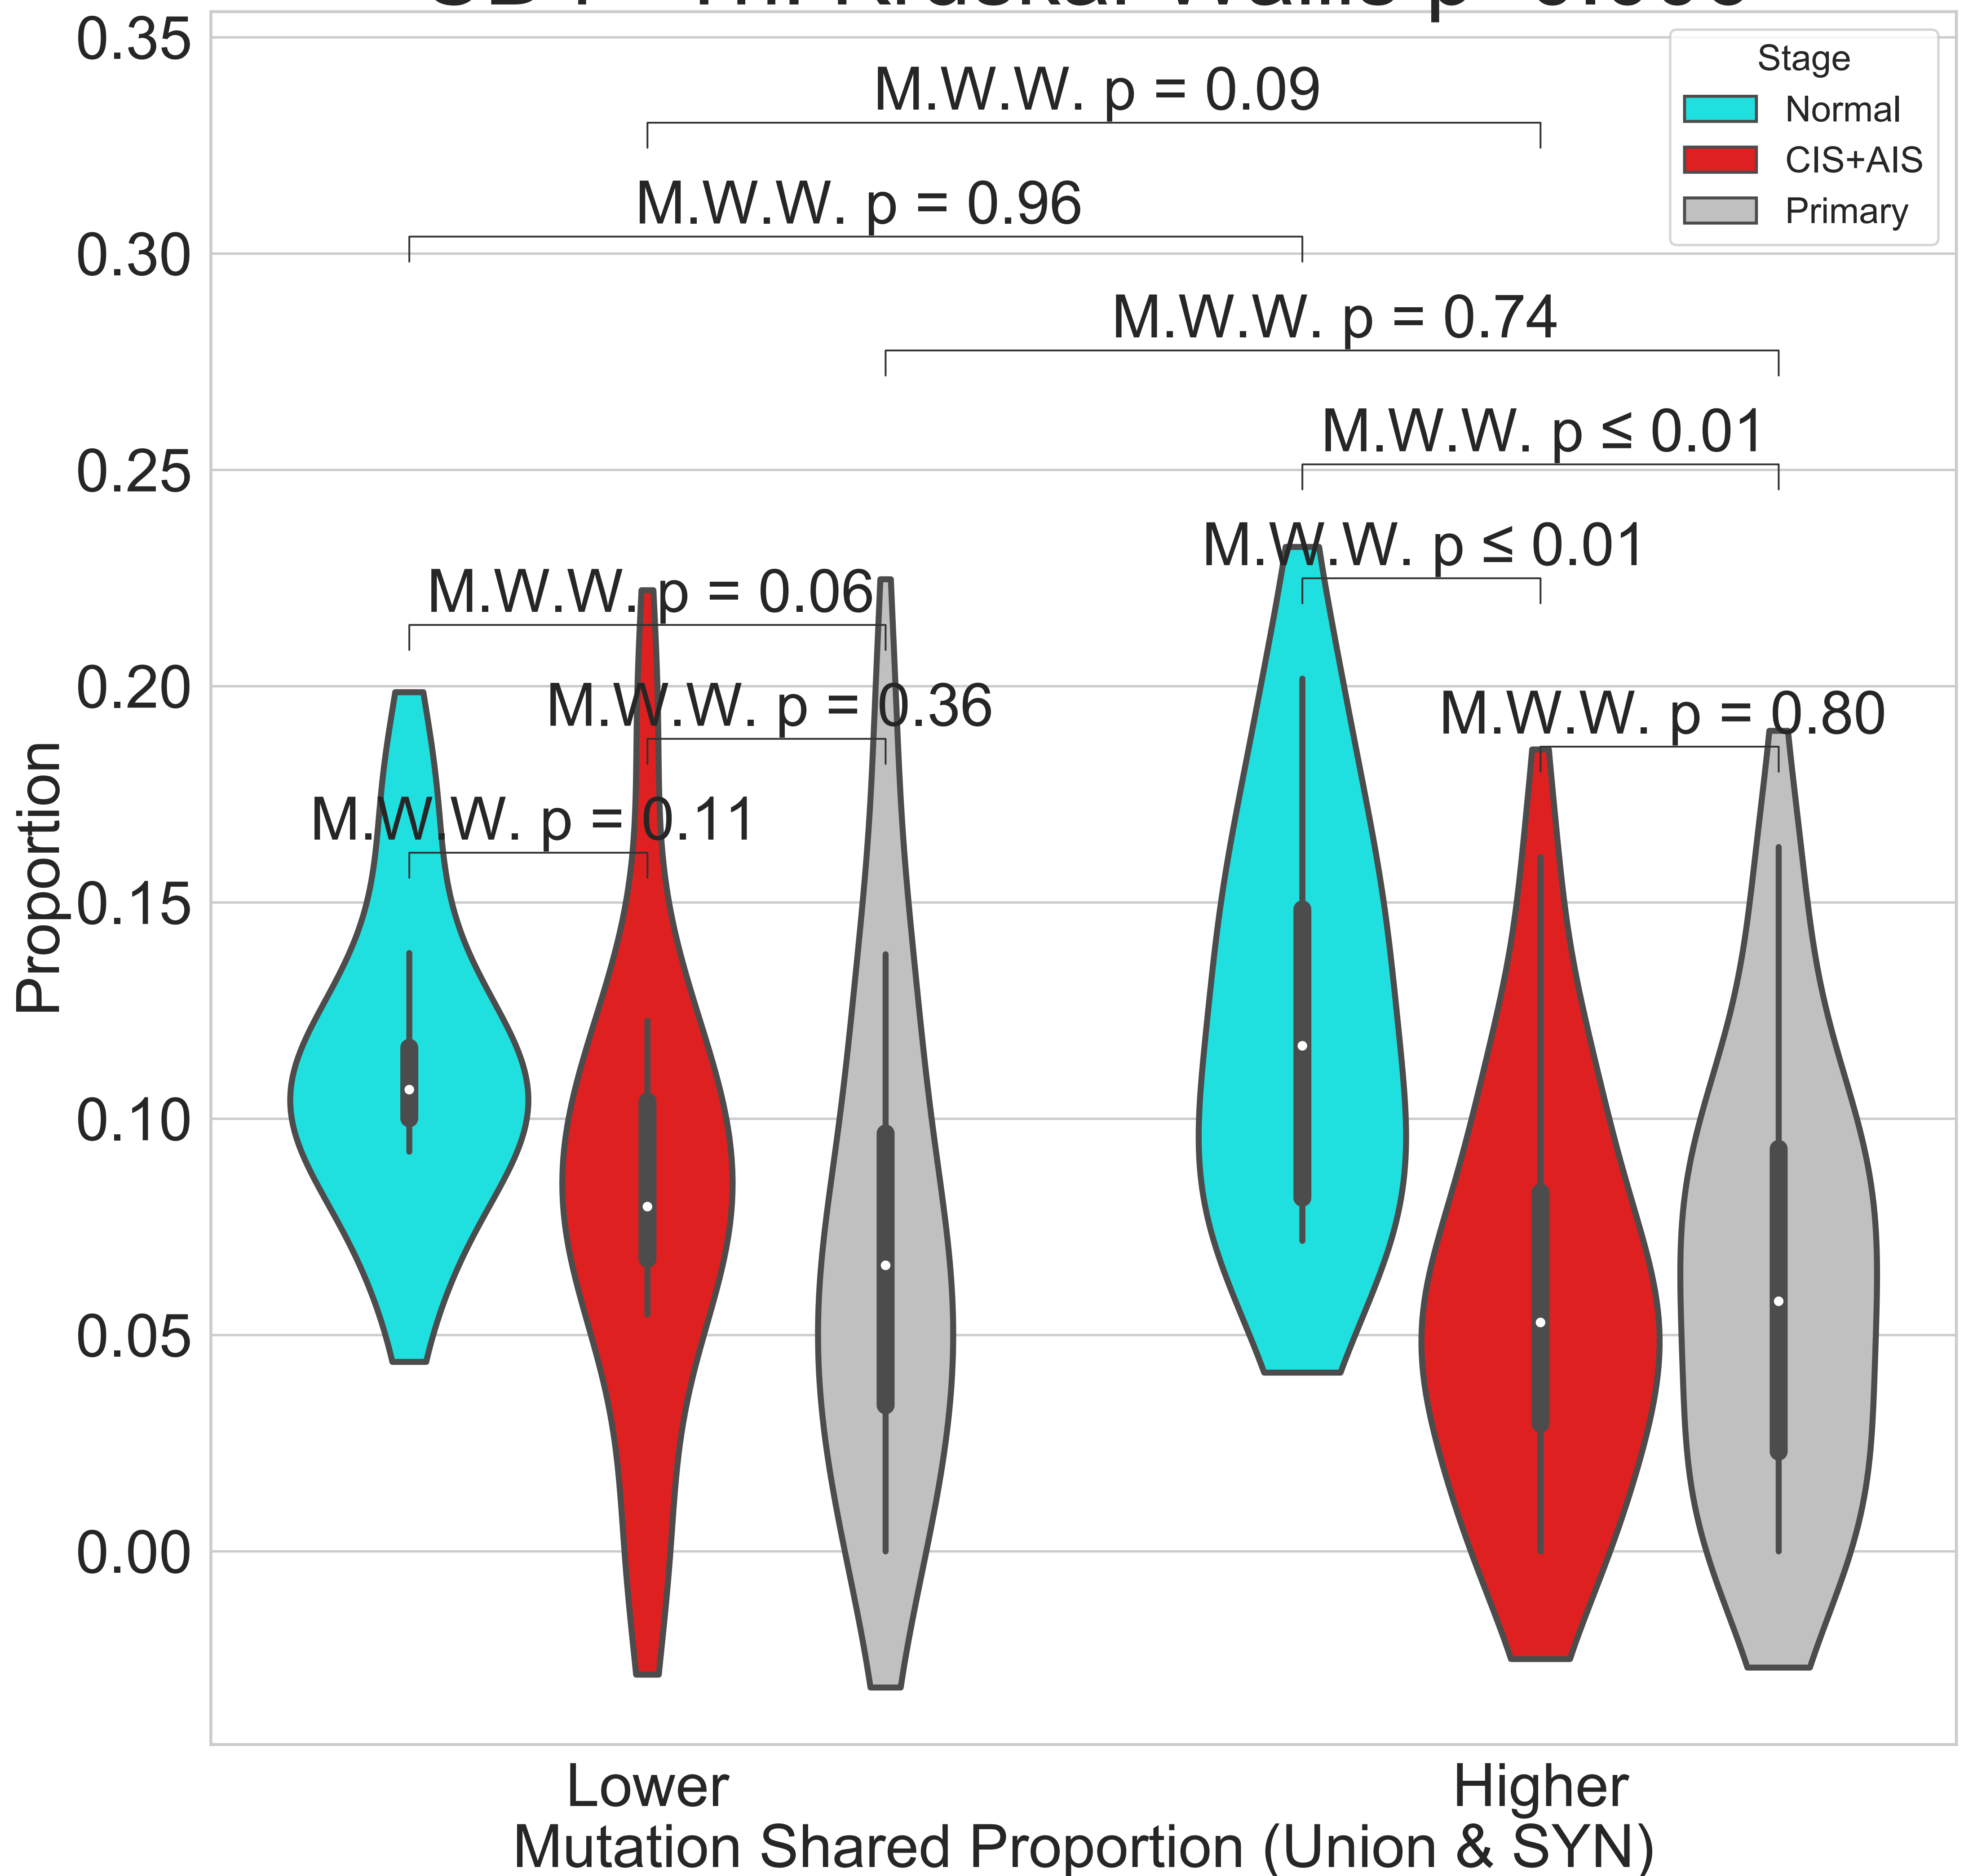 0.35
0.30
0.25
0.20
0.15
0.10
0.05
0.00
Proportion
Stage
Normal
CIS+AIS
Primary
M.W.W. p = 0.09
M.W.W. p = 0.96
M.W.W. p = 0.74
M.W.W. p ≤ 0.01
M.W.W. p ≤ 0.01
M.W.W. p = 0.06
M.W.W. p = 0.36
M.W.W. p = 0.80
M.W.W. p = 0.11
Lower
Higher
Mutation Shared Proportion (Union & SYN)